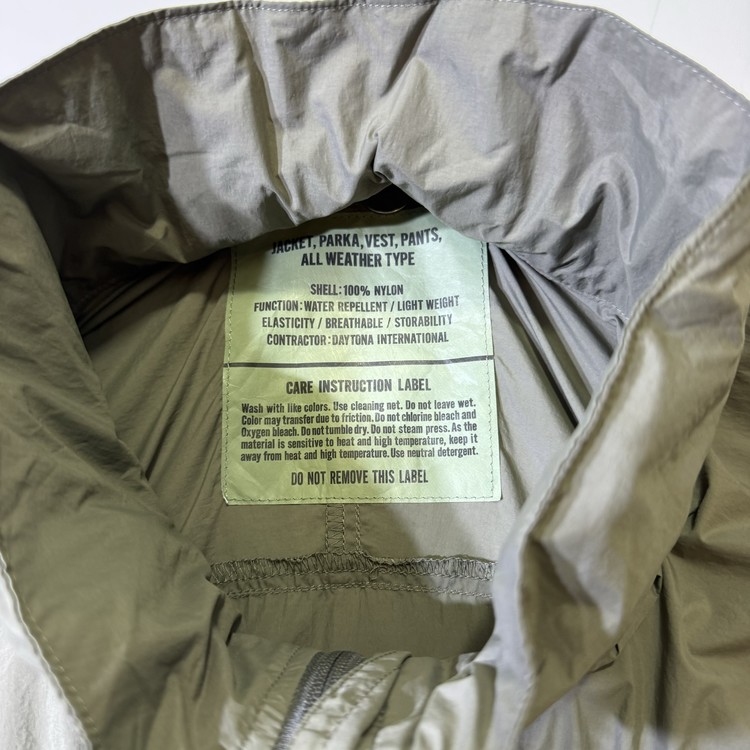 JACKET, PARKA, VEST, PANTS,
ALL WEATHER TYPE
SHELL: 100% NYLON
FUNCTION: WATER REPELLENT / LIGHT WEIGHT
ELASTICITY / BREATHABLE / STORABILITY
CONTRACTOR: DAYTONA INTERNATIONAL
CARE INSTRUCTION LABEL
Wash with like colors. Use cleaning net. Do not leave wet.
Color may transfer due to friction. Do not chlorine bleach and
Oxygen bleach. Do not tumble dry. Do not steam press. As the
material is sensitive to heat and high temperature, keep it
away from heat and high temperature. Use neutral detergent.
DO NOT REMOVE THIS LABEL